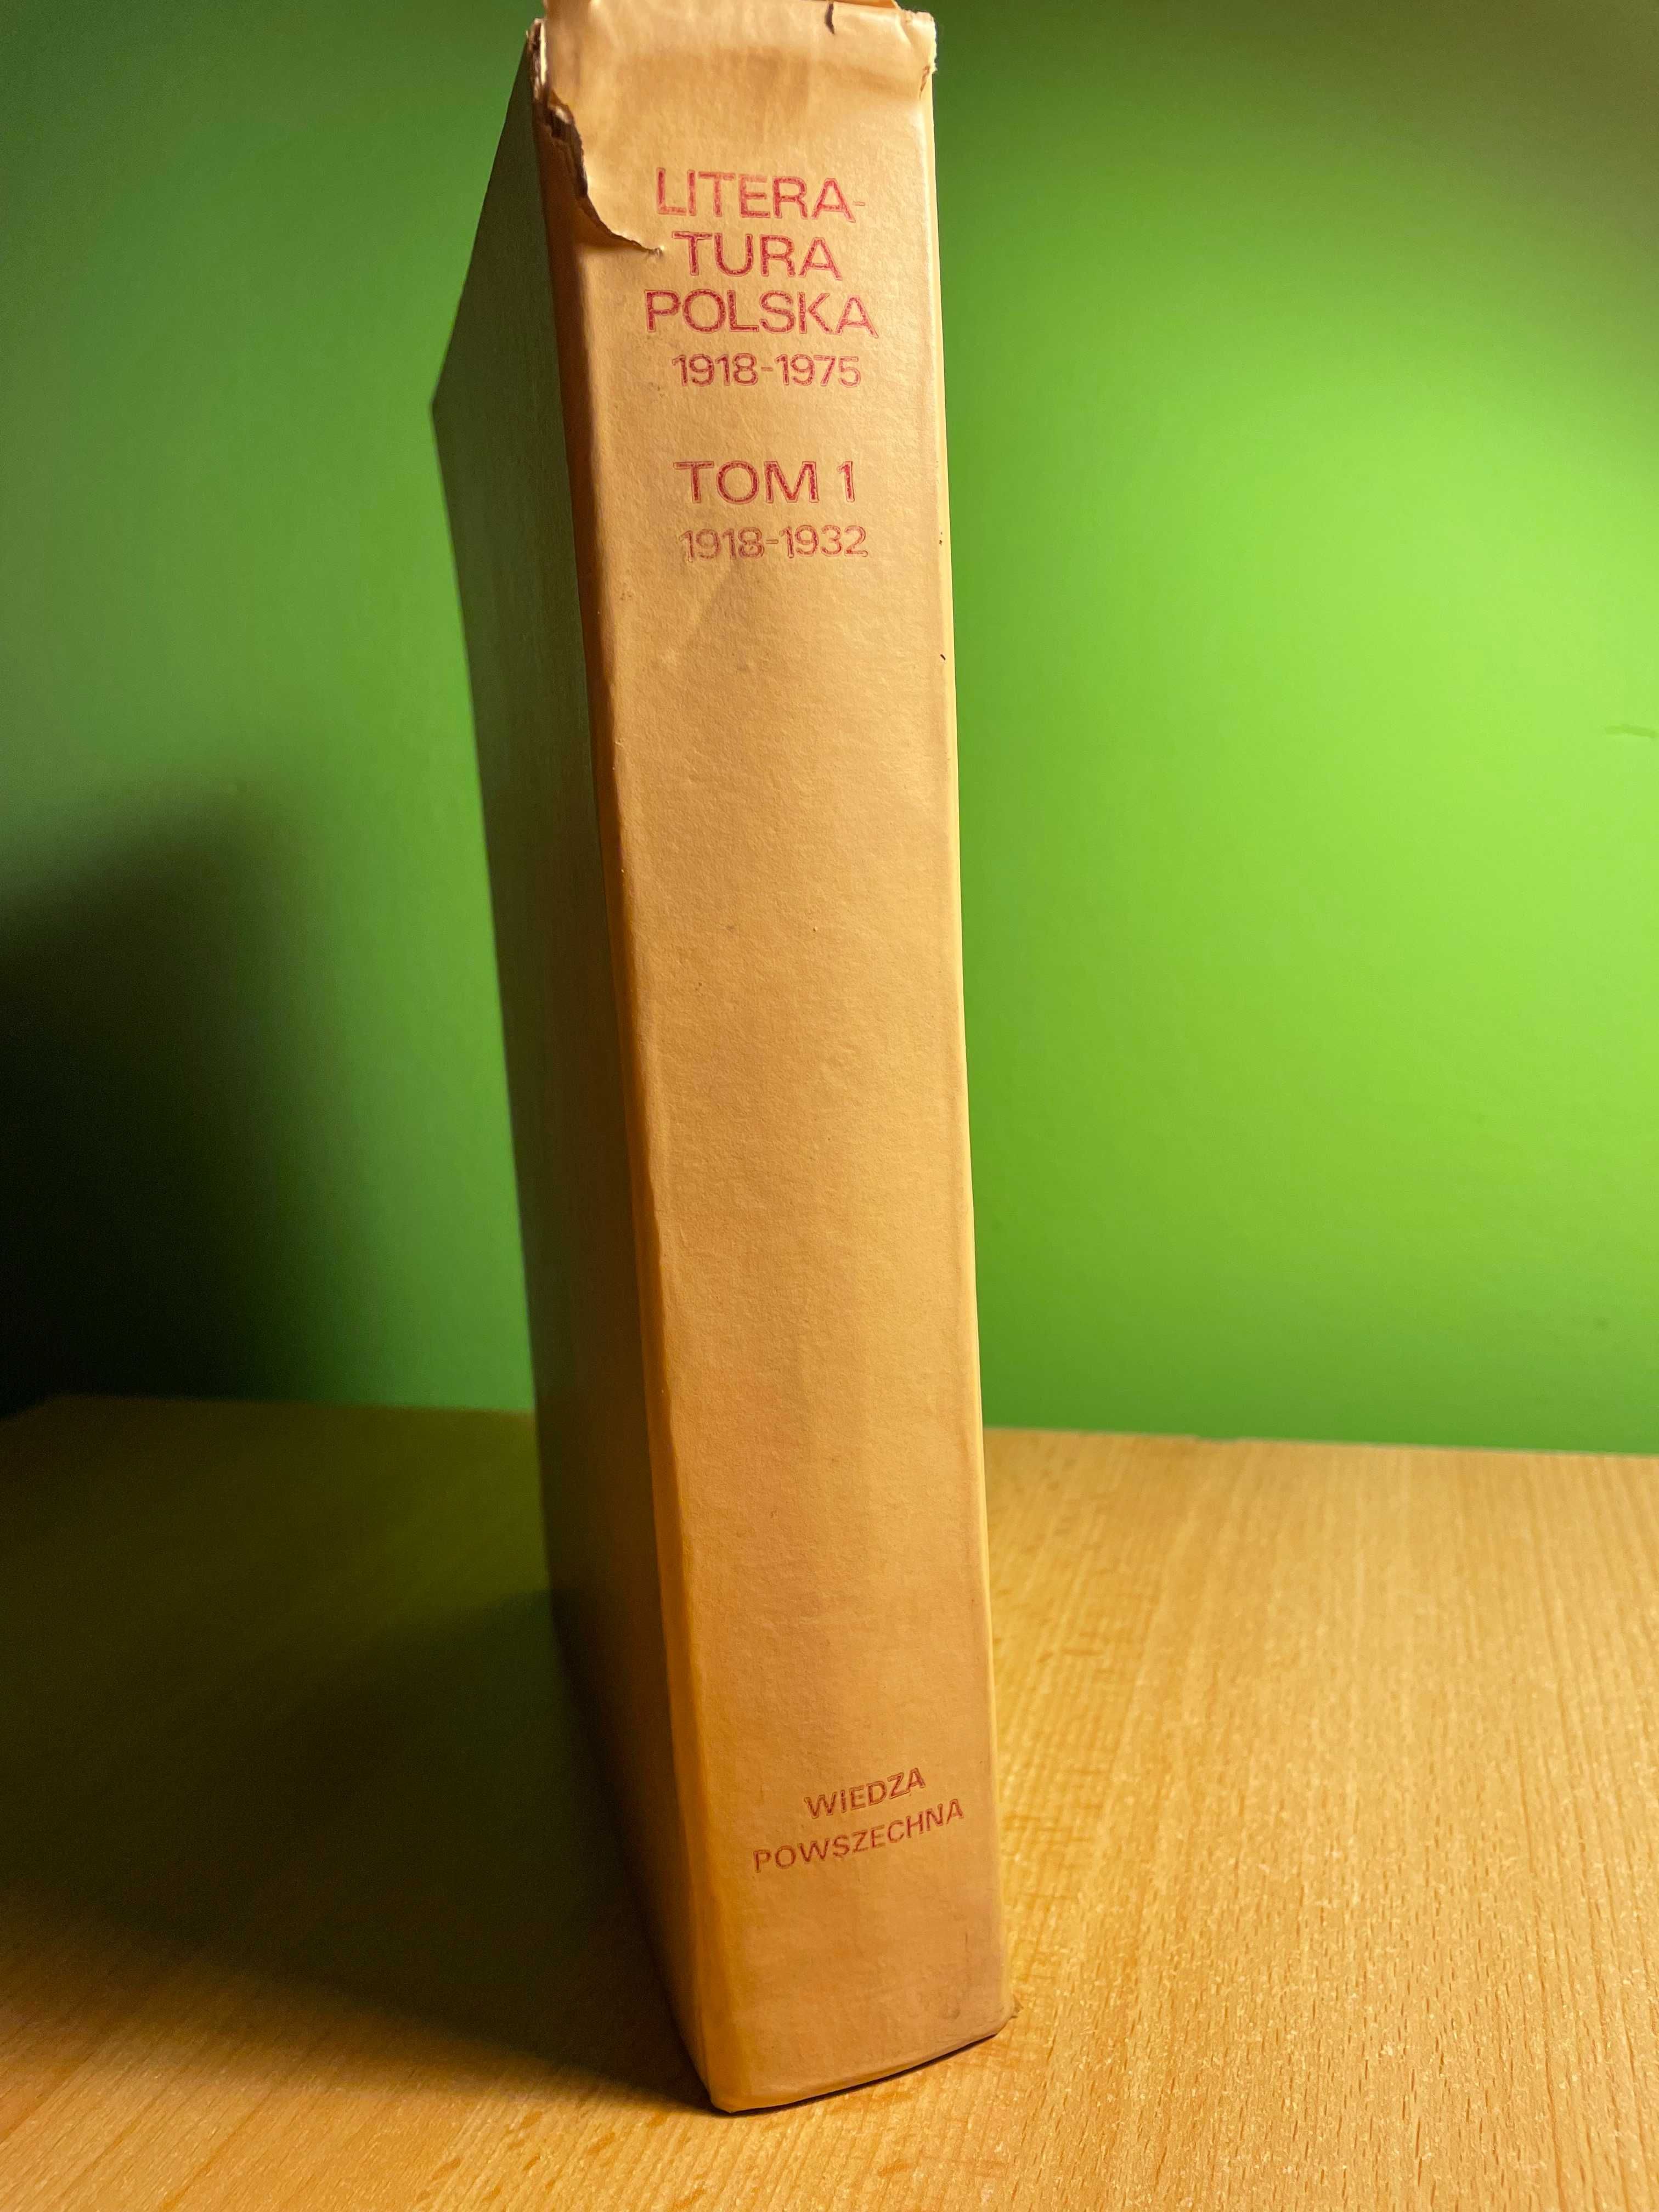 LITERA-
TURA
POLSKA
1918-1975
TOM 1
1918-1932
WIEDZA
POWSZECHNA